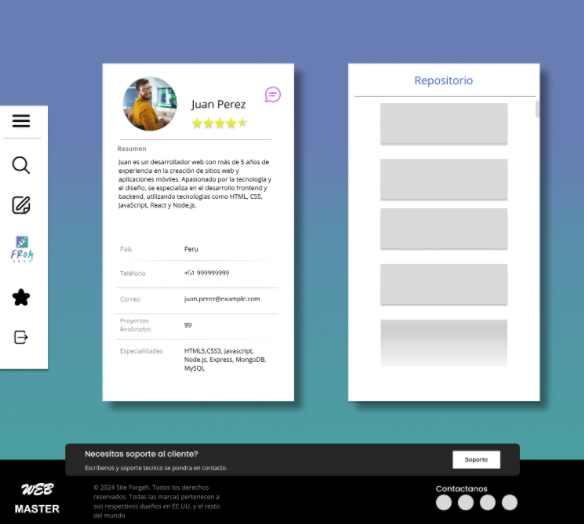 Repositorio
Juan Perez
Resumen
Juan es un desarrollador web con más de 5 años de
experiencia en la creación de sitios web y
aplicaciones móviles. Apasionado por la tecnología y
el diseño, se especializa en el desarrollo frontend y
backend, utilizando tecnologías como HTML, CSS,
JavaScript, React y Node.js.
País
Peru
Teléfono
+51 999999999
Correo
juan.perez@example.com
Proyectos
Realizados
99
Especialidades
HTML5,CSS3, Javascript,
Node.js, Express, MongoDB,
MySQL
Necesitas soporte al cliente?
Escribenos y soporte tecnico se pondra en contacto.
Soporte
WEB
MASTER
© 2024 Site Forgeh. Todos los derechos
reservados. Todas las marcas pertenecen a
sus respectivos dueños en EE.UU. y el resto
del mundo
Contactanos